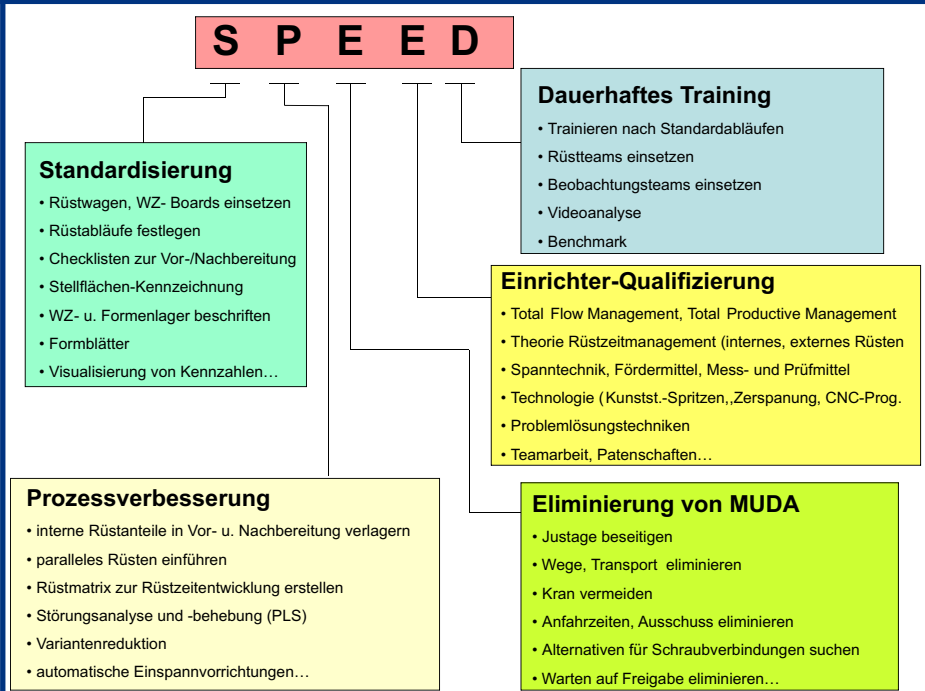 S P E E D
Standardisierung
• Rüstwagen, WZ- Boards einsetzen
• Rüstabläufe festlegen
• Checklisten zur Vor-/Nachbereitung
• Stellflächen-Kennzeichnung
• WZ- u. Formenlager beschriften
• Formblätter
• Visualisierung von Kennzahlen…
Prozessverbesserung
• interne Rüstanteile in Vor- u. Nachbereitung verlagern
• paralleles Rüsten einführen
• Rüstmatrix zur Rüstzeitentwicklung erstellen
• Störungsanalyse und -behebung (PLS)
• Variantenreduktion
• automatische Einspannvorrichtungen…
Eliminierung von MUDA
• Justage beseitigen
• Wege, Transport eliminieren
• Kran vermeiden
• Anfahrzeiten, Ausschuss eliminieren
• Alternativen für Schraubverbindungen suchen
• Warten auf Freigabe eliminieren…
Einrichter-Qualifizierung
• Total Flow Management, Total Productive Management
• Theorie Rüstzeitmanagement (internes, externes Rüsten
• Spanntechnik, Fördermittel, Mess- und Prüfmittel
• Technologie (Kunstst.-Spritzen,,Zerspanung, CNC-Prog.
• Problemlösungstechniken
• Teamarbeit, Patenschaften…
Dauerhaftes Training
• Trainieren nach Standardabläufen
• Rüstteams einsetzen
• Beobachtungsteams einsetzen
• Videoanalyse
• Benchmark